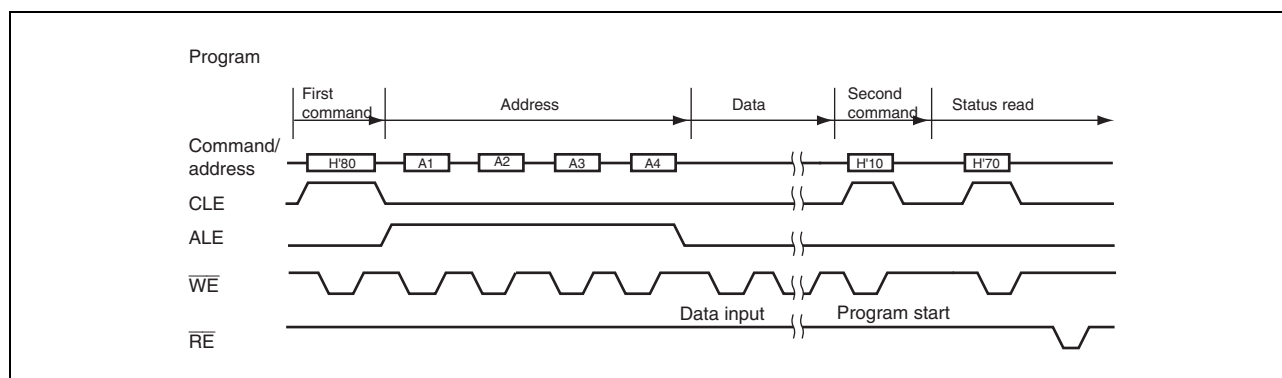 Program
First
command
Address
Data
Second
command
Status read
Command/
address
H'80
A1
A2
A3
A4
H'10
H'70
CLE
ALE
WE
Data input
Program start
RE